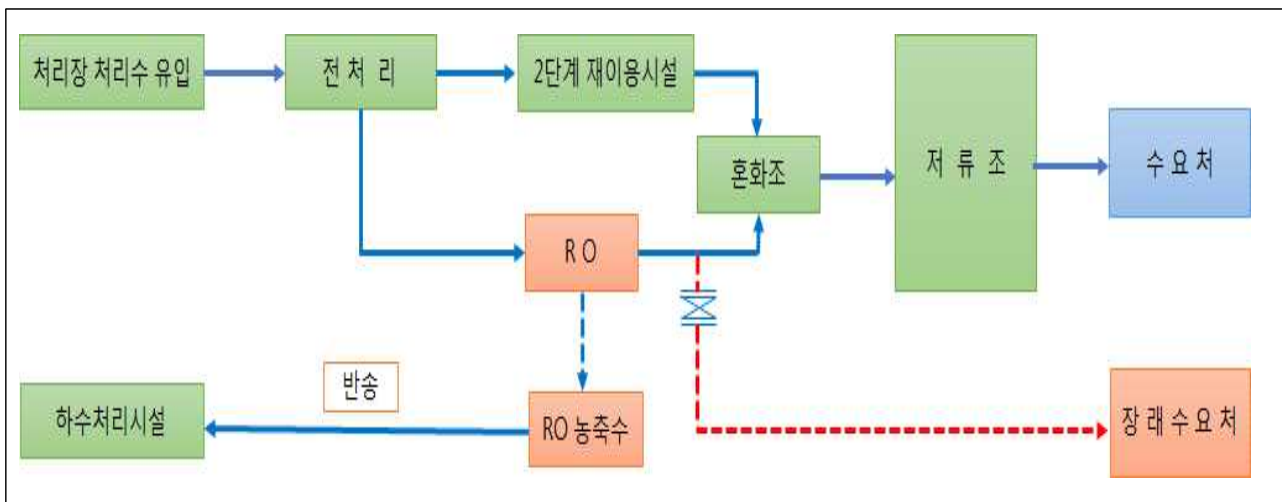 처리장 처리수 유입
전 처 리
2단계 재이용시설
혼화조
저 류 조
수 요 처
R O
반송
하수처리시설
RO 농축수
장 래 수 요 처